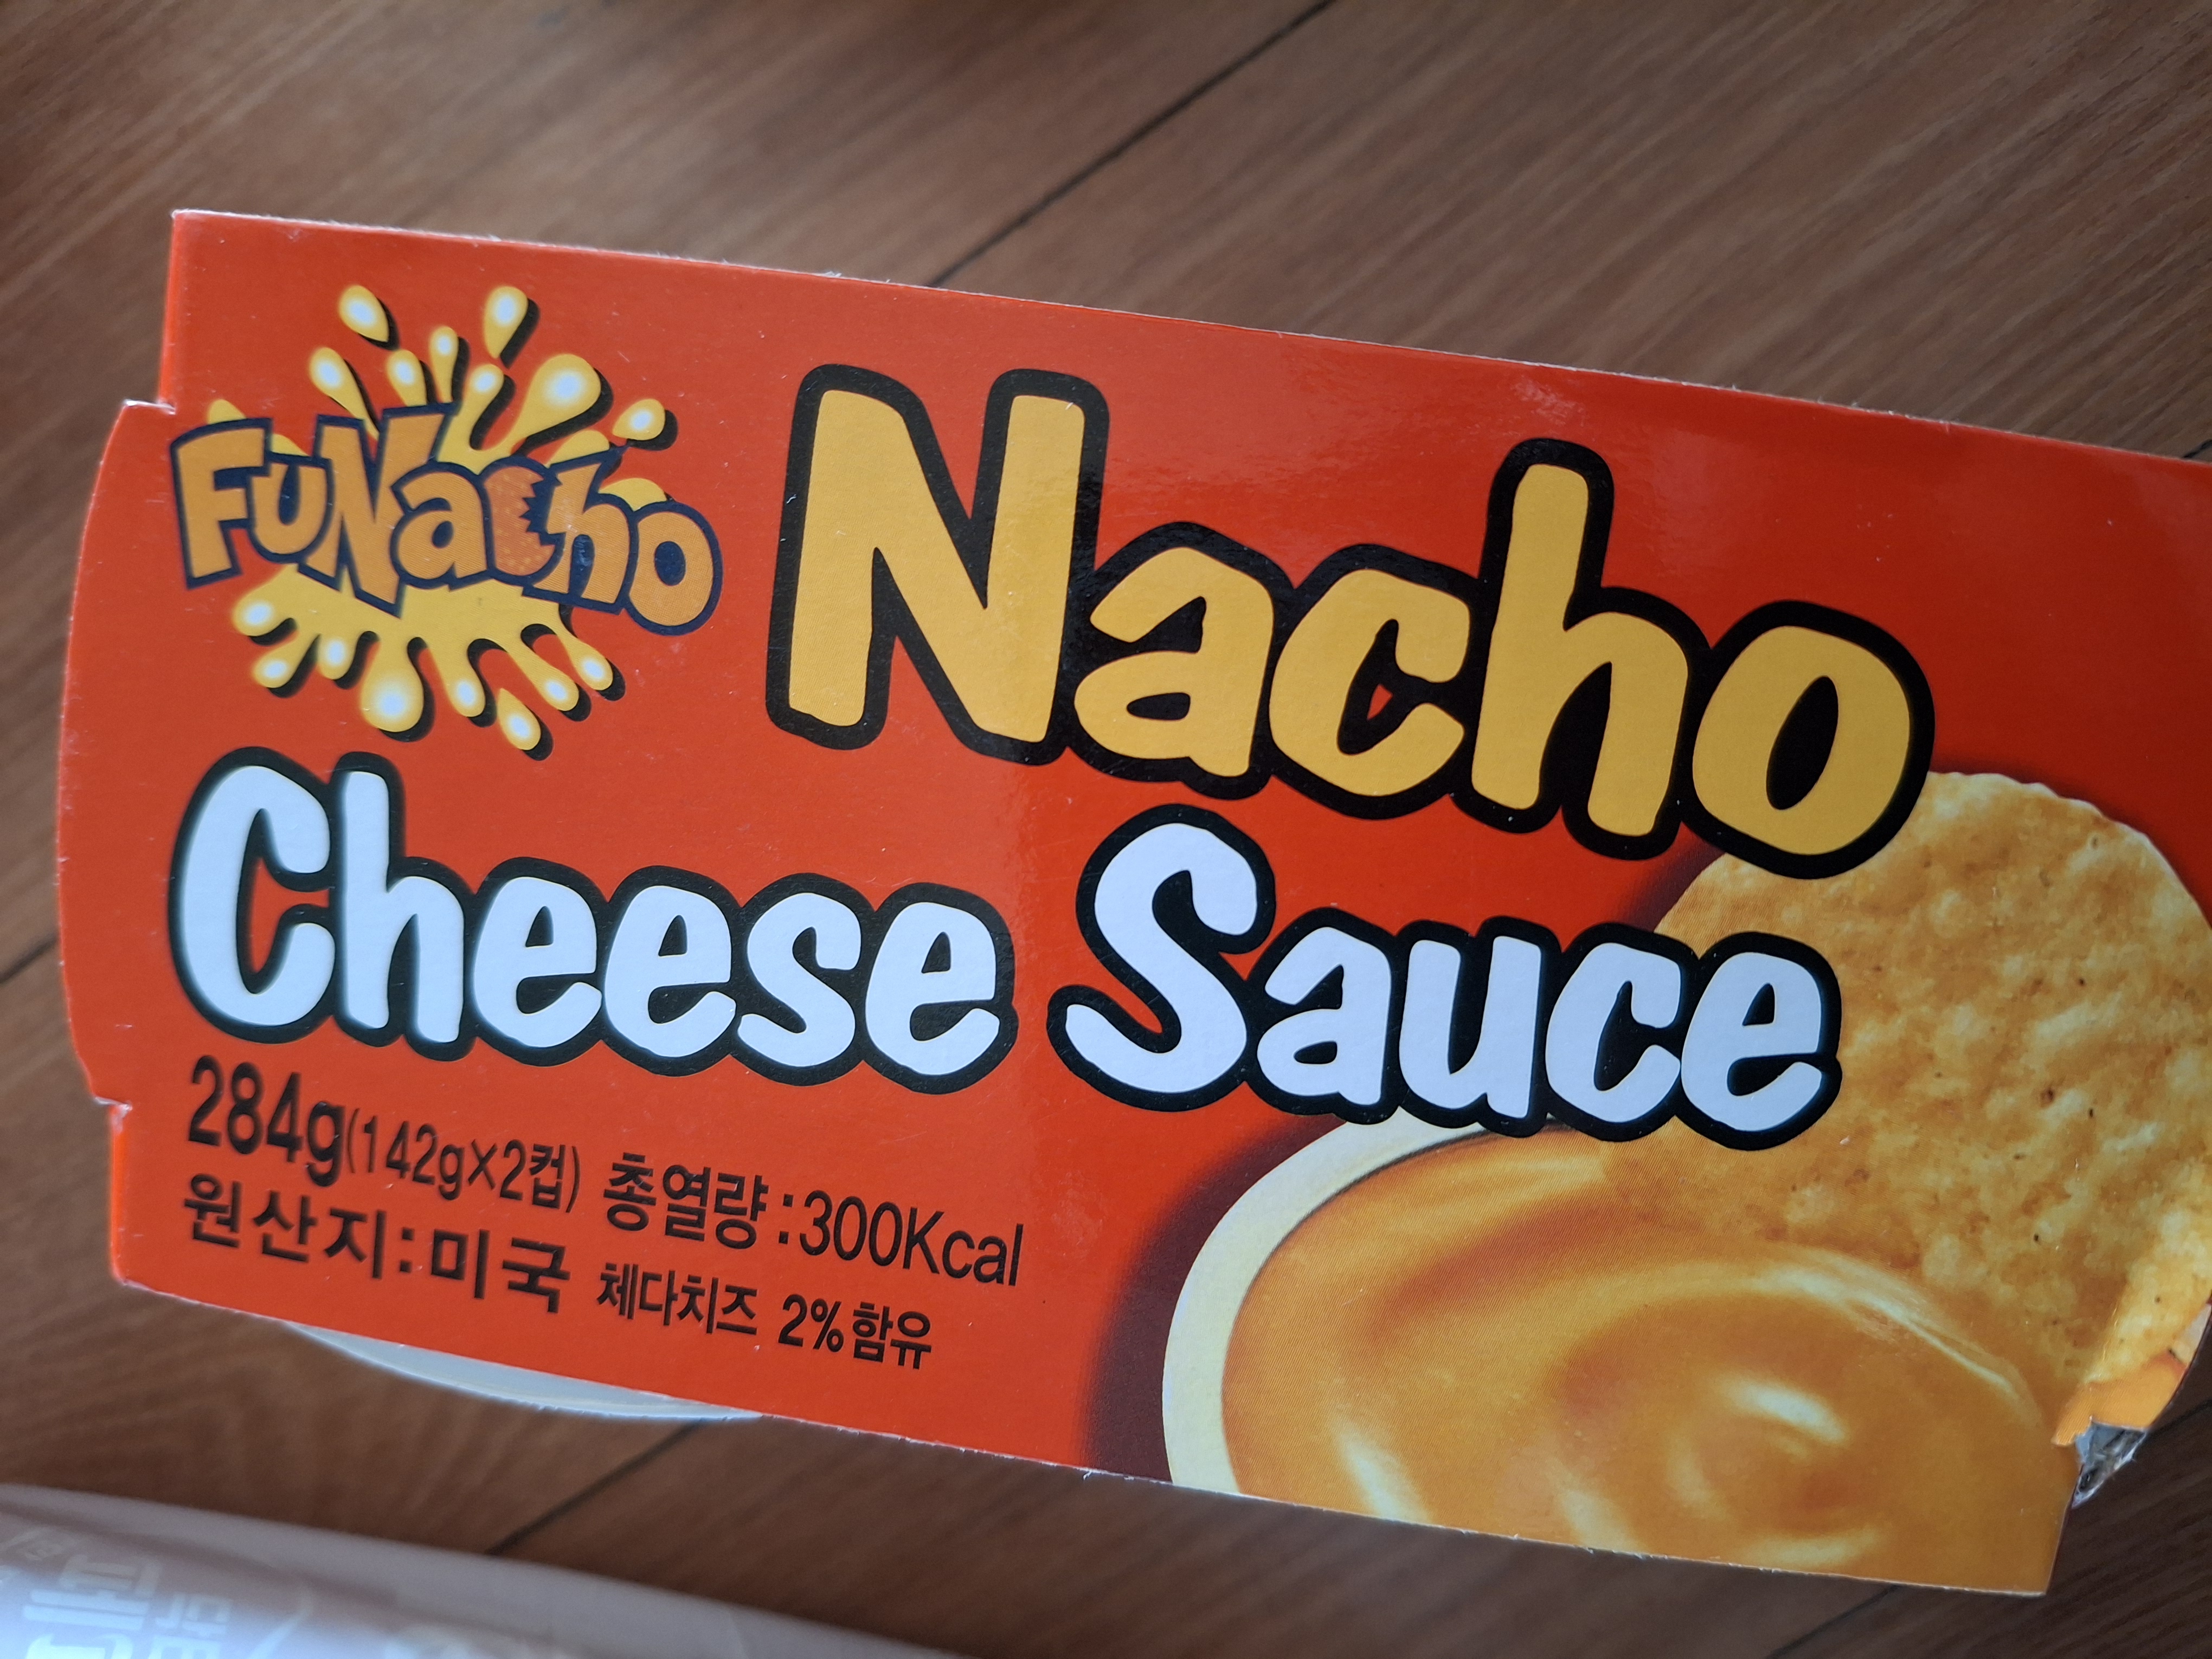 FuNacho
Nacho
Cheese Sauce
284g(142g×2컵) 총열량:300Kcal
원산지:미국 체다치즈 2%함유